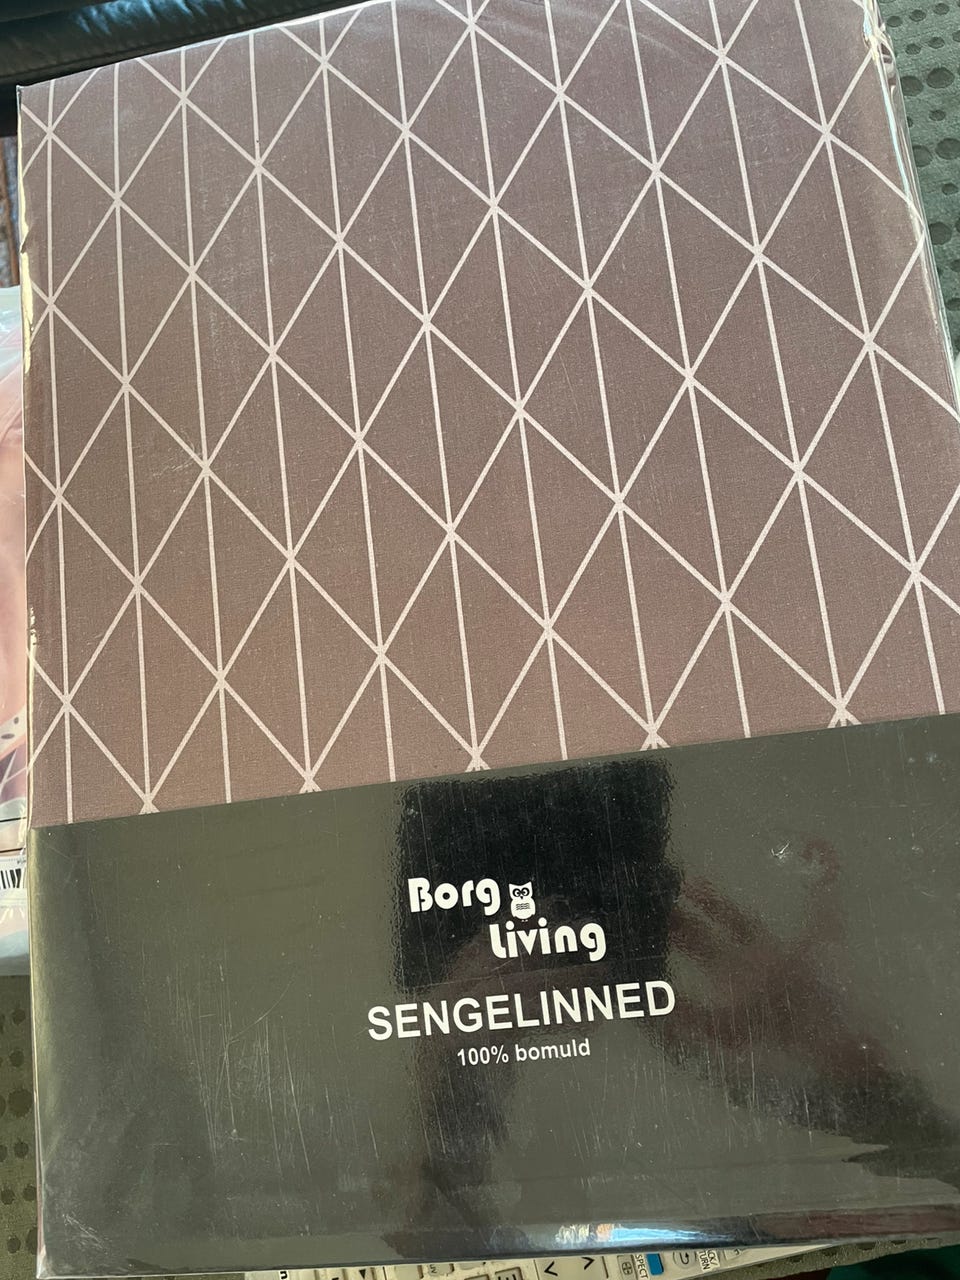 Borg
Living
SENGELINNED
100% bomuld